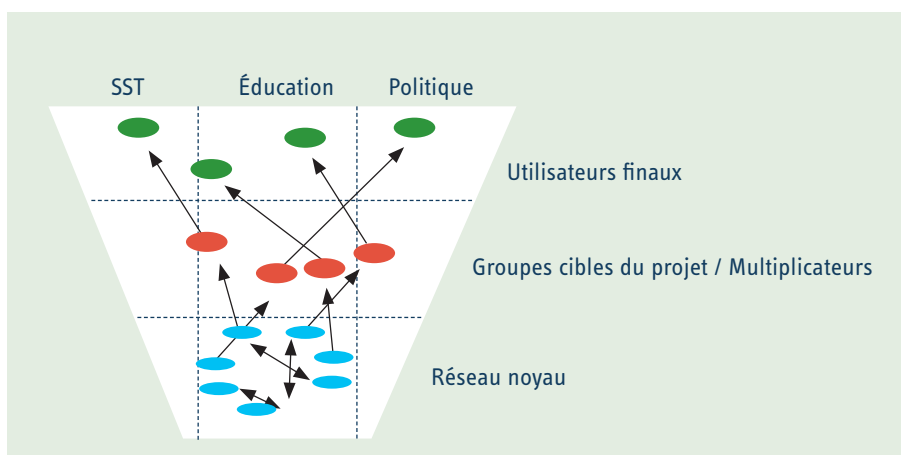 SST
Éducation
Politique
Utilisateurs finaux
Groupes cibles du projet / Multiplicateurs
Réseau noyau